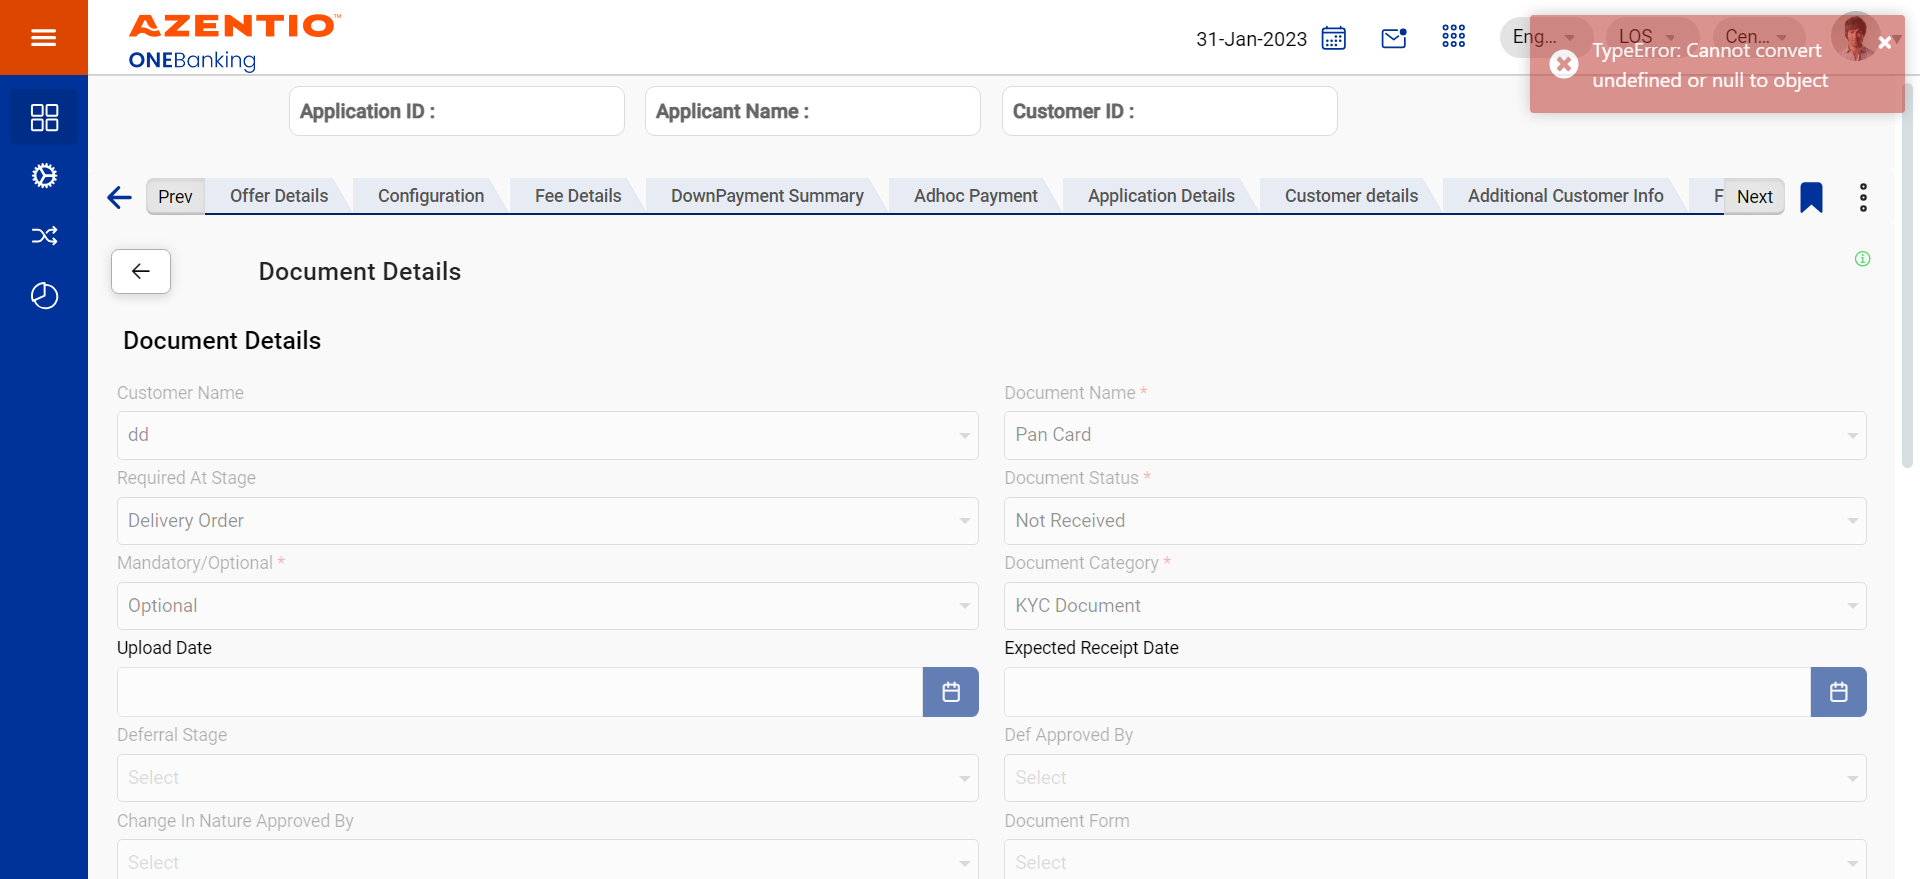 AZENTIO™
ONEBanking
31-Jan-2023
Eng...
LOS
Cen...
TypeError: Cannot convert
undefined or null to object
Application ID :
Applicant Name :
Customer ID :
Prev
Offer Details
Configuration
Fee Details
DownPayment Summary
Adhoc Payment
Application Details
Customer details
Additional Customer Info
F
Next
Document Details
Document Details
Customer Name
Document Name *
dd
Pan Card
Required At Stage
Document Status *
Delivery Order
Not Received
Mandatory/Optional *
Document Category *
Optional
KYC Document
Upload Date
Expected Receipt Date
Deferral Stage
Def Approved By
Select
Select
Change In Nature Approved By
Document Form
Select
Select